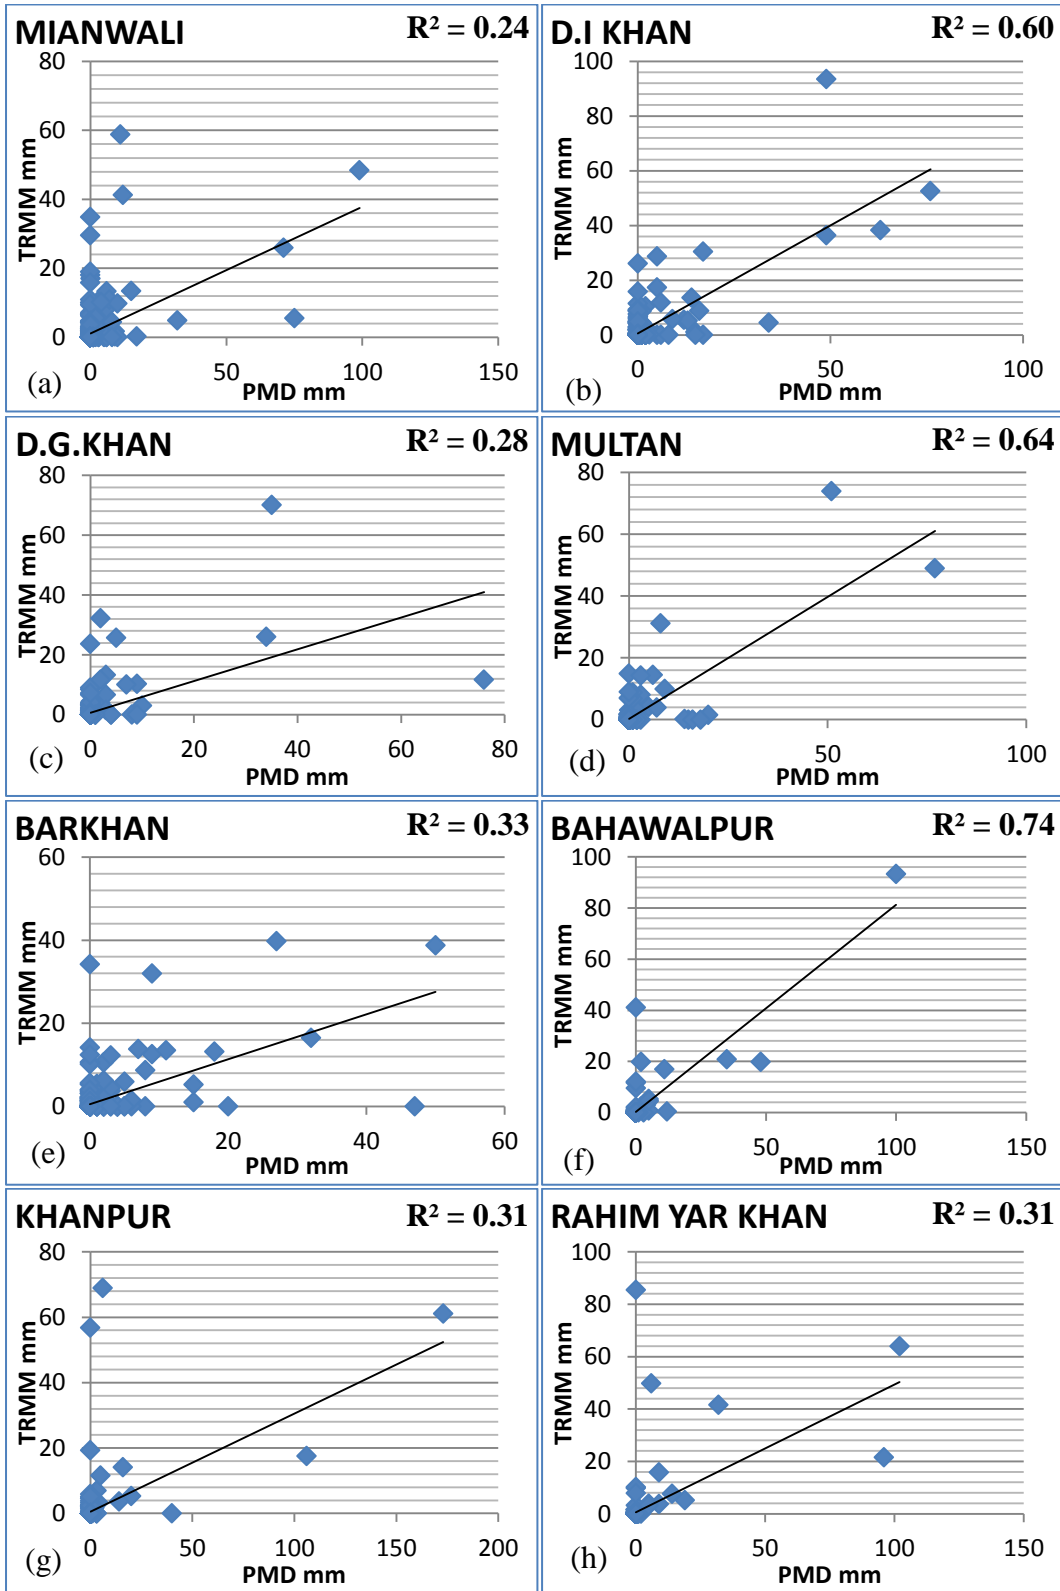 MIANWALI R² = 0.24
80
60
40
20
0
TRMM mm
0 50 100 150
(a) PMD mm
D.I KHAN R² = 0.60
100
80
60
40
20
0
TRMM mm
0 50 100
(b) PMD mm
D.G.KHAN R² = 0.28
80
60
40
20
0
TRMM mm
0 20 40 60 80
(c) PMD mm
MULTAN R² = 0.64
80
60
40
20
0
TRMM mm
0 50 100
(d) PMD mm
BARKHAN R² = 0.33
60
40
20
0
TRMM mm
0 20 40 60
(e) PMD mm
BAHAWALPUR R² = 0.74
100
80
60
40
20
0
TRMM mm
0 50 100 150
(f) PMD mm
KHANPUR R² = 0.31
80
60
40
20
0
TRMM mm
0 50 100 150 200
(g) PMD mm
RAHIM YAR KHAN R² = 0.31
100
80
60
40
20
0
TRMM mm
0 50 100 150
(h) PMD mm